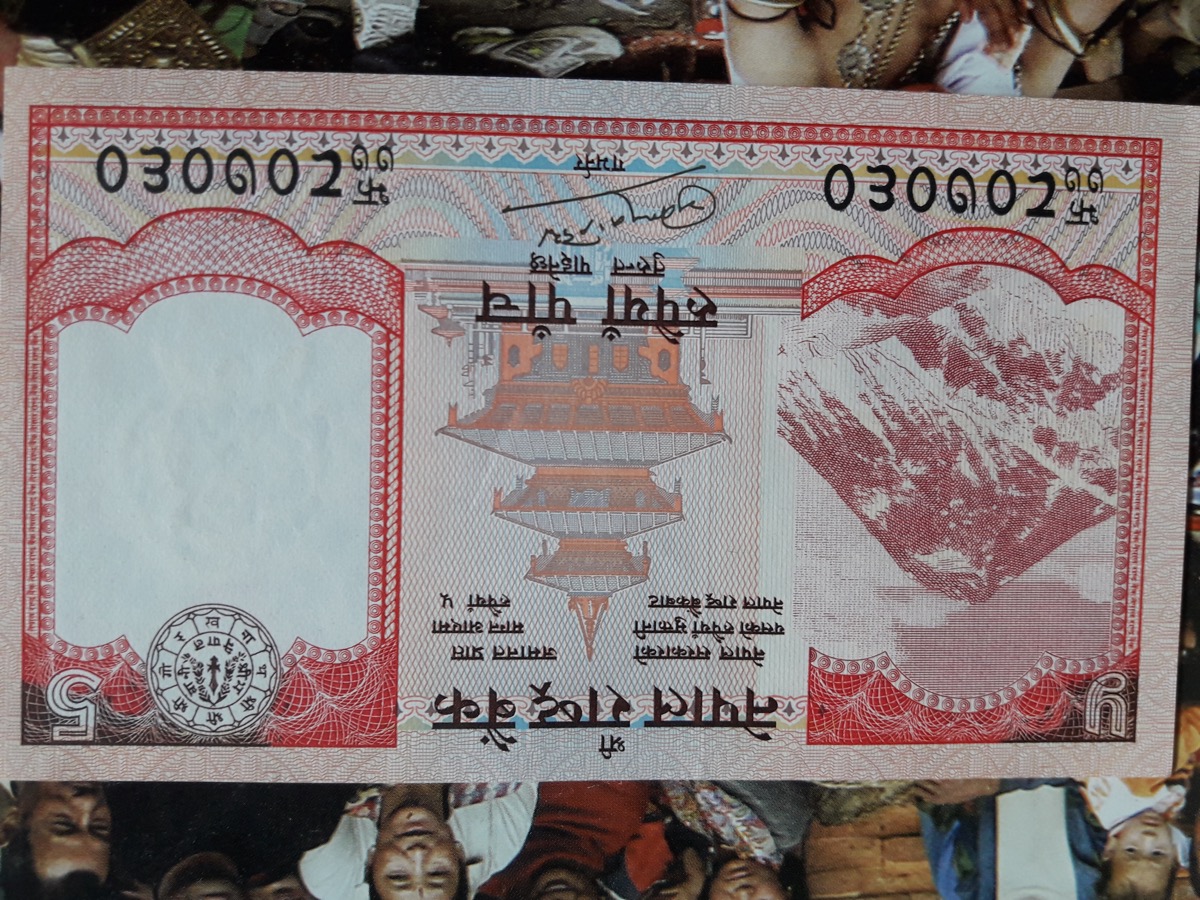 श्री
नेपाल राष्ट्र बैंक
५
5
नेपाल सरकारको जमानत प्राप्त
यसको रुपैयाँ भुक्तानी माग्न आएमा
नेपाल राष्ट्र बैंकबाट रुपैयाँ ५
रुपैयाँ पाँच
तुरुन्त पाइनेछ
झ
७७ ८०७०६०
गभर्नर
झ
७७ ८०७०६०